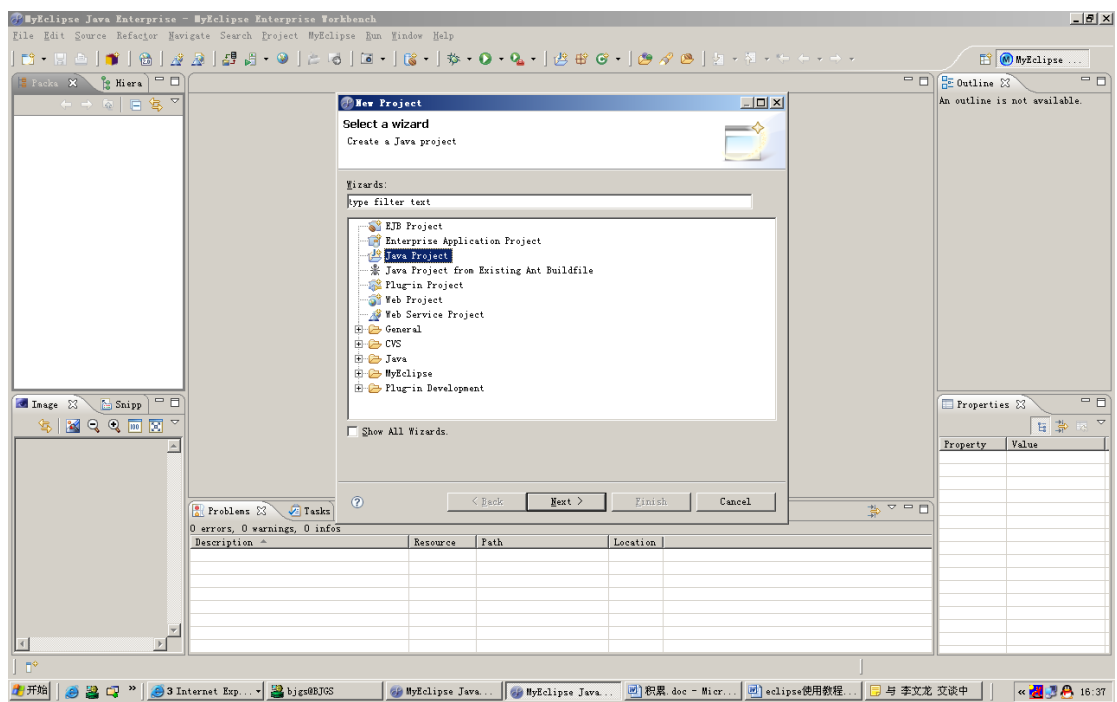 MyEclipse Java Enterprise - MyEclipse Enterprise Workbench
File Edit Source Refactor Navigate Search Project MyEclipse Run Window Help
MyEclipse ...
Packa Hiera
Outline
An outline is not available.
New Project
Select a wizard
Create a Java project
Wizards:
type filter text
EJB Project
Enterprise Application Project
Java Project
Java Project from Existing Ant Buildfile
Plug-in Project
Web Project
Web Service Project
General
CVS
Java
MyEclipse
Plug-in Development
Show All Wizards.
< Back Next > Finish Cancel
Image Snipp
Properties
Property Value
Problems Tasks
0 errors, 0 warnings, 0 infos
Description Resource Path Location
开始 3 Internet Exp... bjgs@BJGS MyEclipse Java... MyEclipse Java... 积累.doc - Micr... eclipse使用教程... 与 李文龙 交谈中 16:37